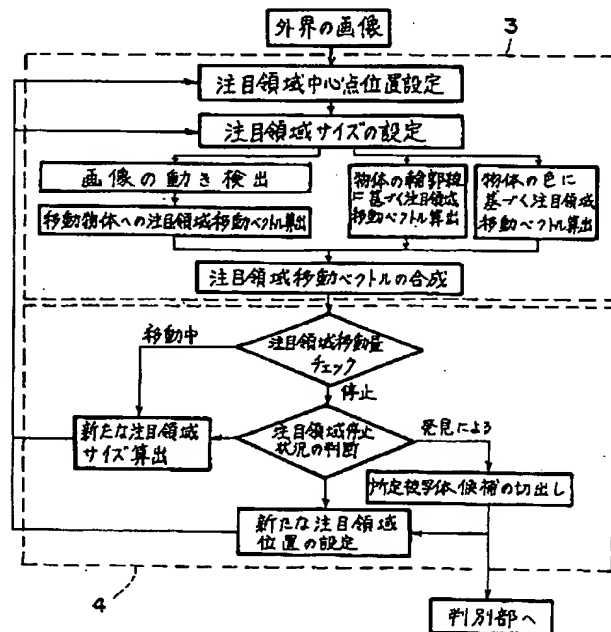 外界の画像
3
注目領域中心点位置設定
注目領域サイズの設定
画像の動き検出
移動物体への注目領域移動ベクトル算出
物体の輪郭線
に基づく注目領域
移動ベクトル算出
物体の色に
基づく注目領域
移動ベクトル算出
注目領域移動ベクトルの合成
移動中
注目領域移動量
チェック
停止
新たな注目領域
サイズ算出
注目領域停止
状況の判断
発見による
所定被写体候補の切出し
新たな注目領域
位置の設定
4
判別部へ